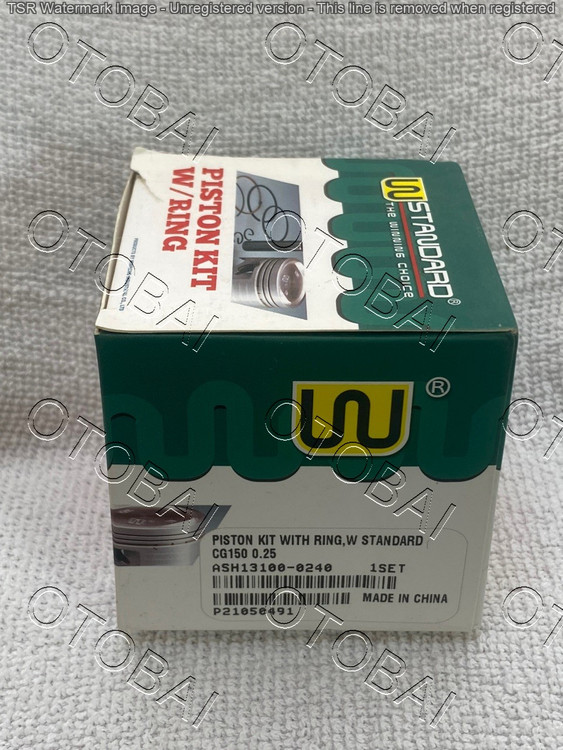 TSR Watermark Image - Unregistered version - This line is removed when registered
OTOBAI
PISTON KIT
W/RING
W STANDARD®
THE WINNING CHOICE
W ®
PISTON KIT WITH RING,W STANDARD
CG150 0.25
ASH13100-0240 1SET
MADE IN CHINA
P21050491